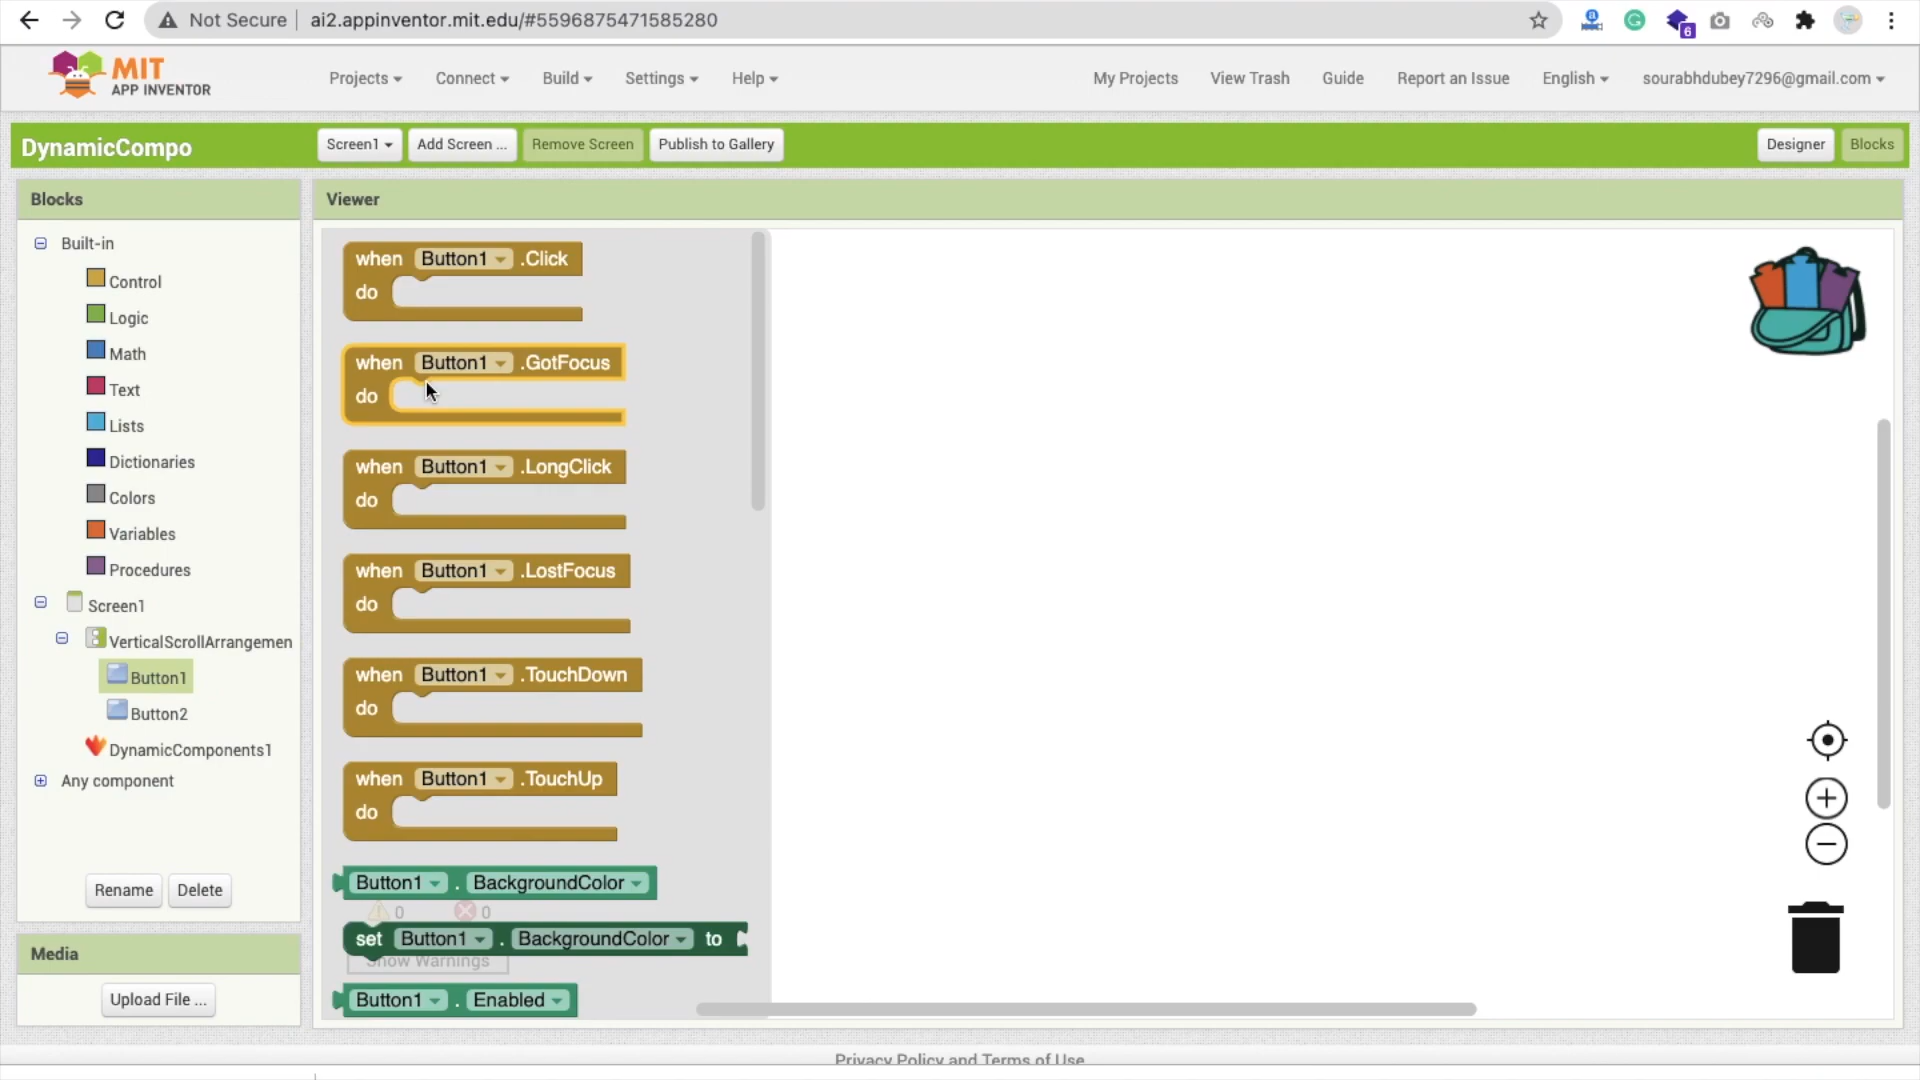 Not Secure ai2.appinventor.mit.edu/#5596875471585280
6
MIT
APP INVENTOR
Projects Connect Build Settings Help My Projects View Trash Guide Report an Issue English sourabhdubey7296@gmail.com
DynamicCompo Screen1 Add Screen ... Remove Screen Publish to Gallery Designer Blocks
Blocks
Viewer
Built-in
Control
Logic
Math
Text
Lists
Dictionaries
Colors
Variables
Procedures
Screen1
VerticalScrollArrangemen
Button1
Button2
DynamicComponents1
Any component
Rename Delete
Media
Upload File ...
when Button1 .Click
do
when Button1 .GotFocus
do
when Button1 .LongClick
do
when Button1 .LostFocus
do
when Button1 .TouchDown
do
when Button1 .TouchUp
do
Button1 . BackgroundColor
0 0
set Button1 . BackgroundColor to
Show Warnings
Button1 . Enabled
Privacy Policy and Terms of Use